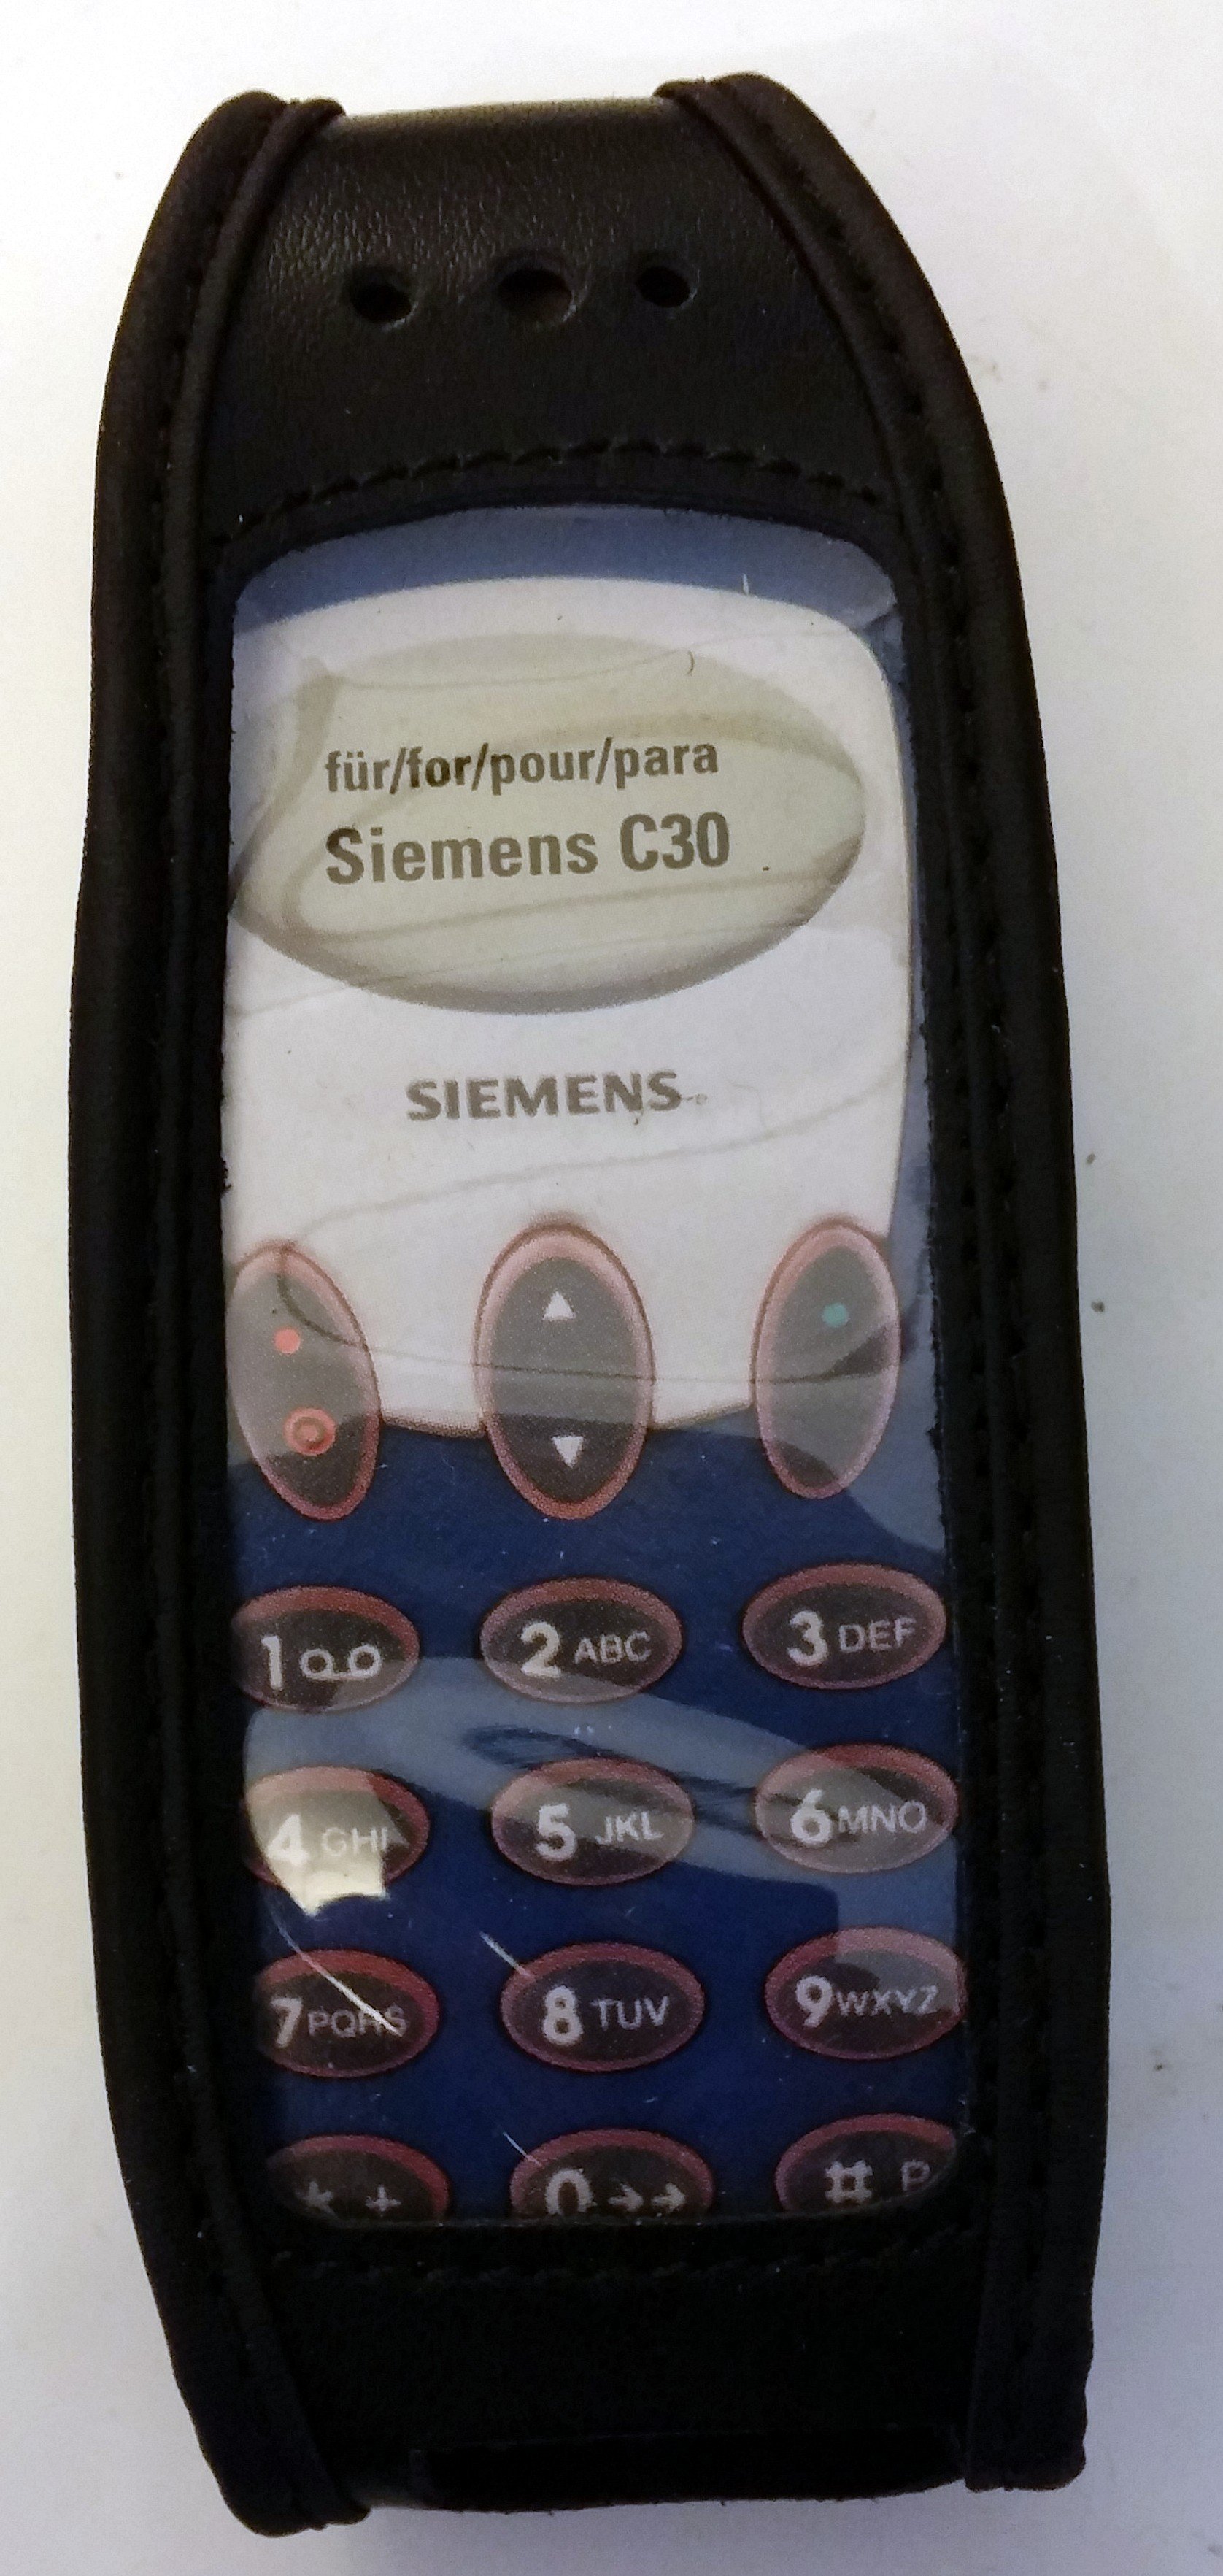 für/for/pour/para
Siemens C30
SIEMENS
1 2 ABC 3 DEF
4 GHI 5 JKL 6 MNO
7 PQRS 8 TUV 9 WXYZ
* + 0 →→ # P